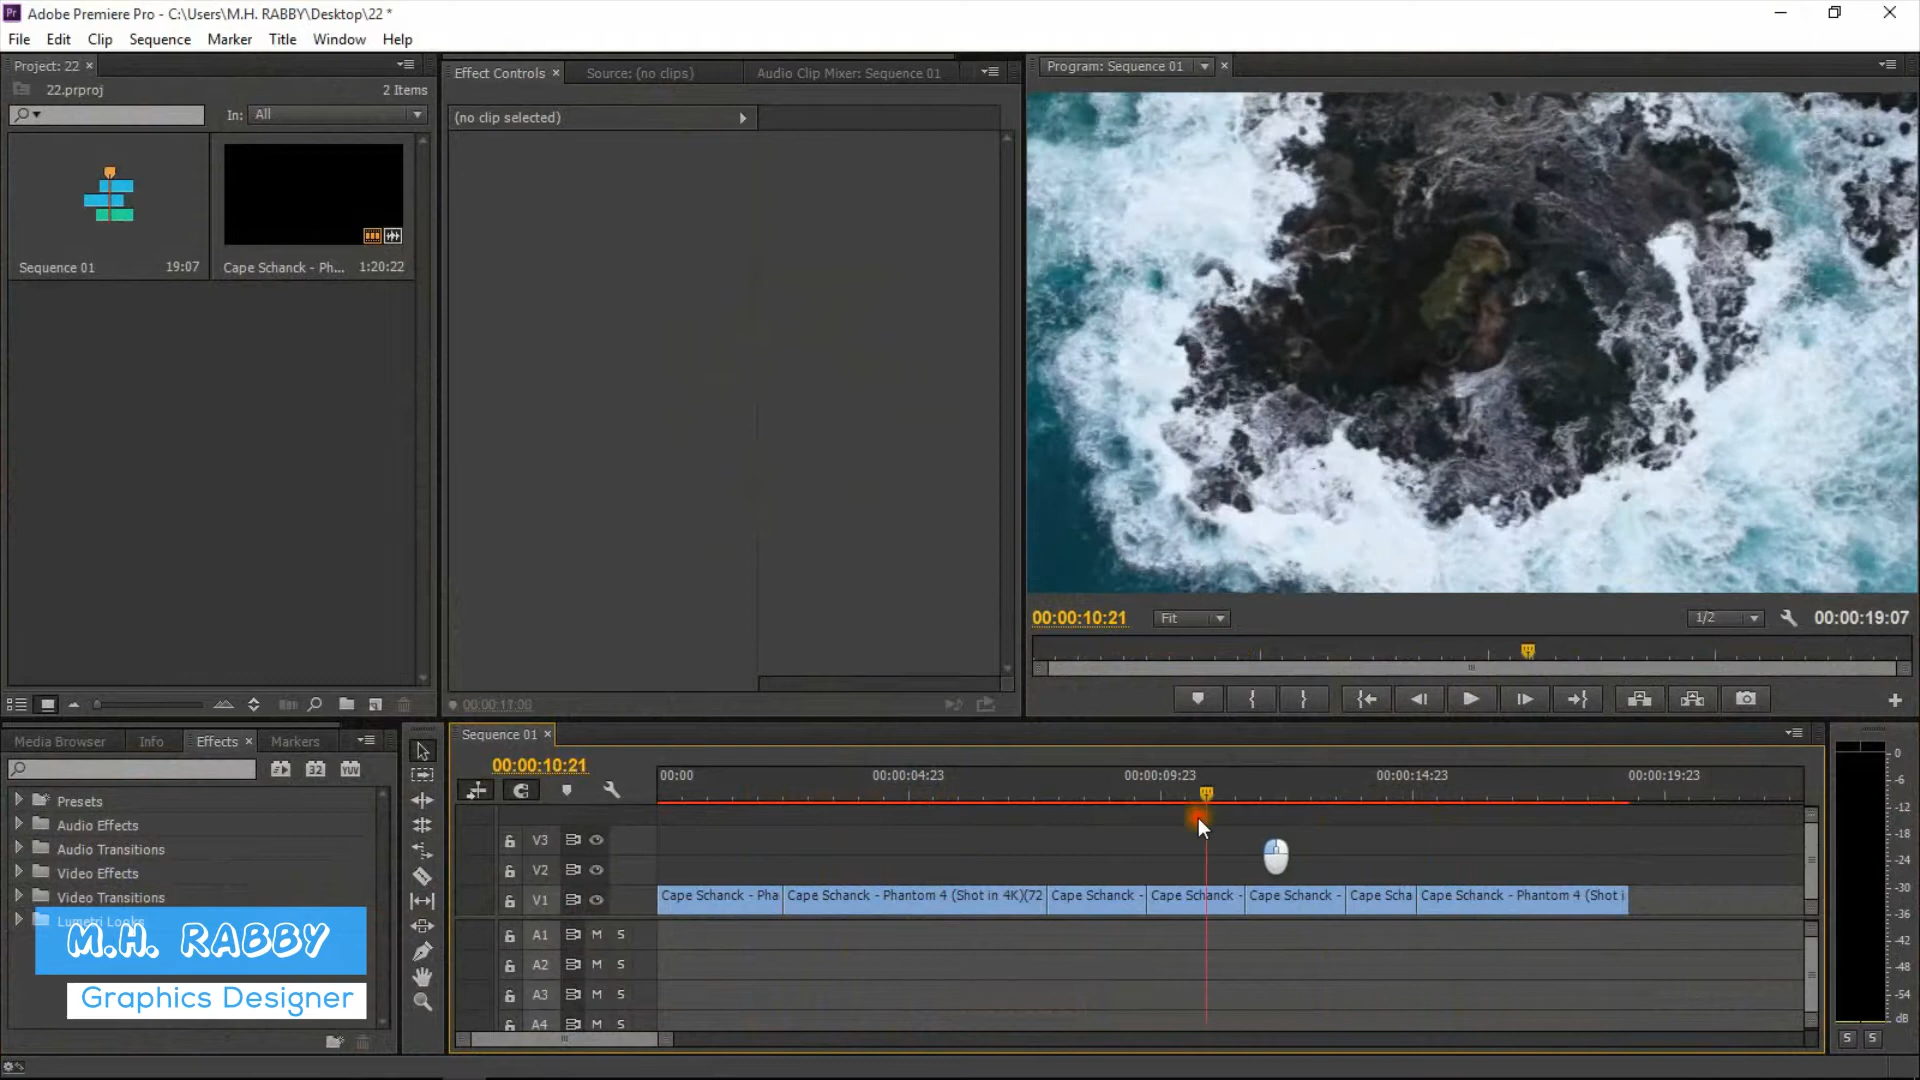 Pr Adobe Premiere Pro - C:\Users\M.H. RABBY\Desktop\22 *
File Edit Clip Sequence Marker Title Window Help
Project: 22 ×
22.prproj 2 Items
In: All
Sequence 01 19:07
Cape Schanck - Ph... 1:20:22
Effect Controls × Source: (no clips) Audio Clip Mixer: Sequence 01
(no clip selected)
00:00:11:00
Program: Sequence 01 ×
00:00:10:21 Fit 1/2 00:00:19:07
Media Browser Info Effects × Markers
32 YUV
Presets
Audio Effects
Audio Transitions
Video Effects
Video Transitions
Lumetri Looks
M.H. RABBY
Graphics Designer
Sequence 01 ×
00:00:10:21
00:00 00:00:04:23 00:00:09:23 00:00:14:23 00:00:19:23
V3
V2
V1 Cape Schanck - Pha Cape Schanck - Phantom 4 (Shot in 4K)(72 Cape Schanck - Cape Schanck - Cape Schanck - Cape Scha Cape Schanck - Phantom 4 (Shot i
A1 M S
A2 M S
A3 M S
A4 M S
0
-6
-12
-18
-24
-30
-36
-42
-48
-54
dB
S S